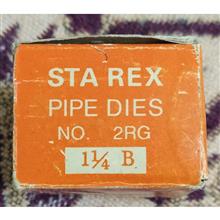 STA REX
PIPE DIES
NO. 2RG
1¼ B.